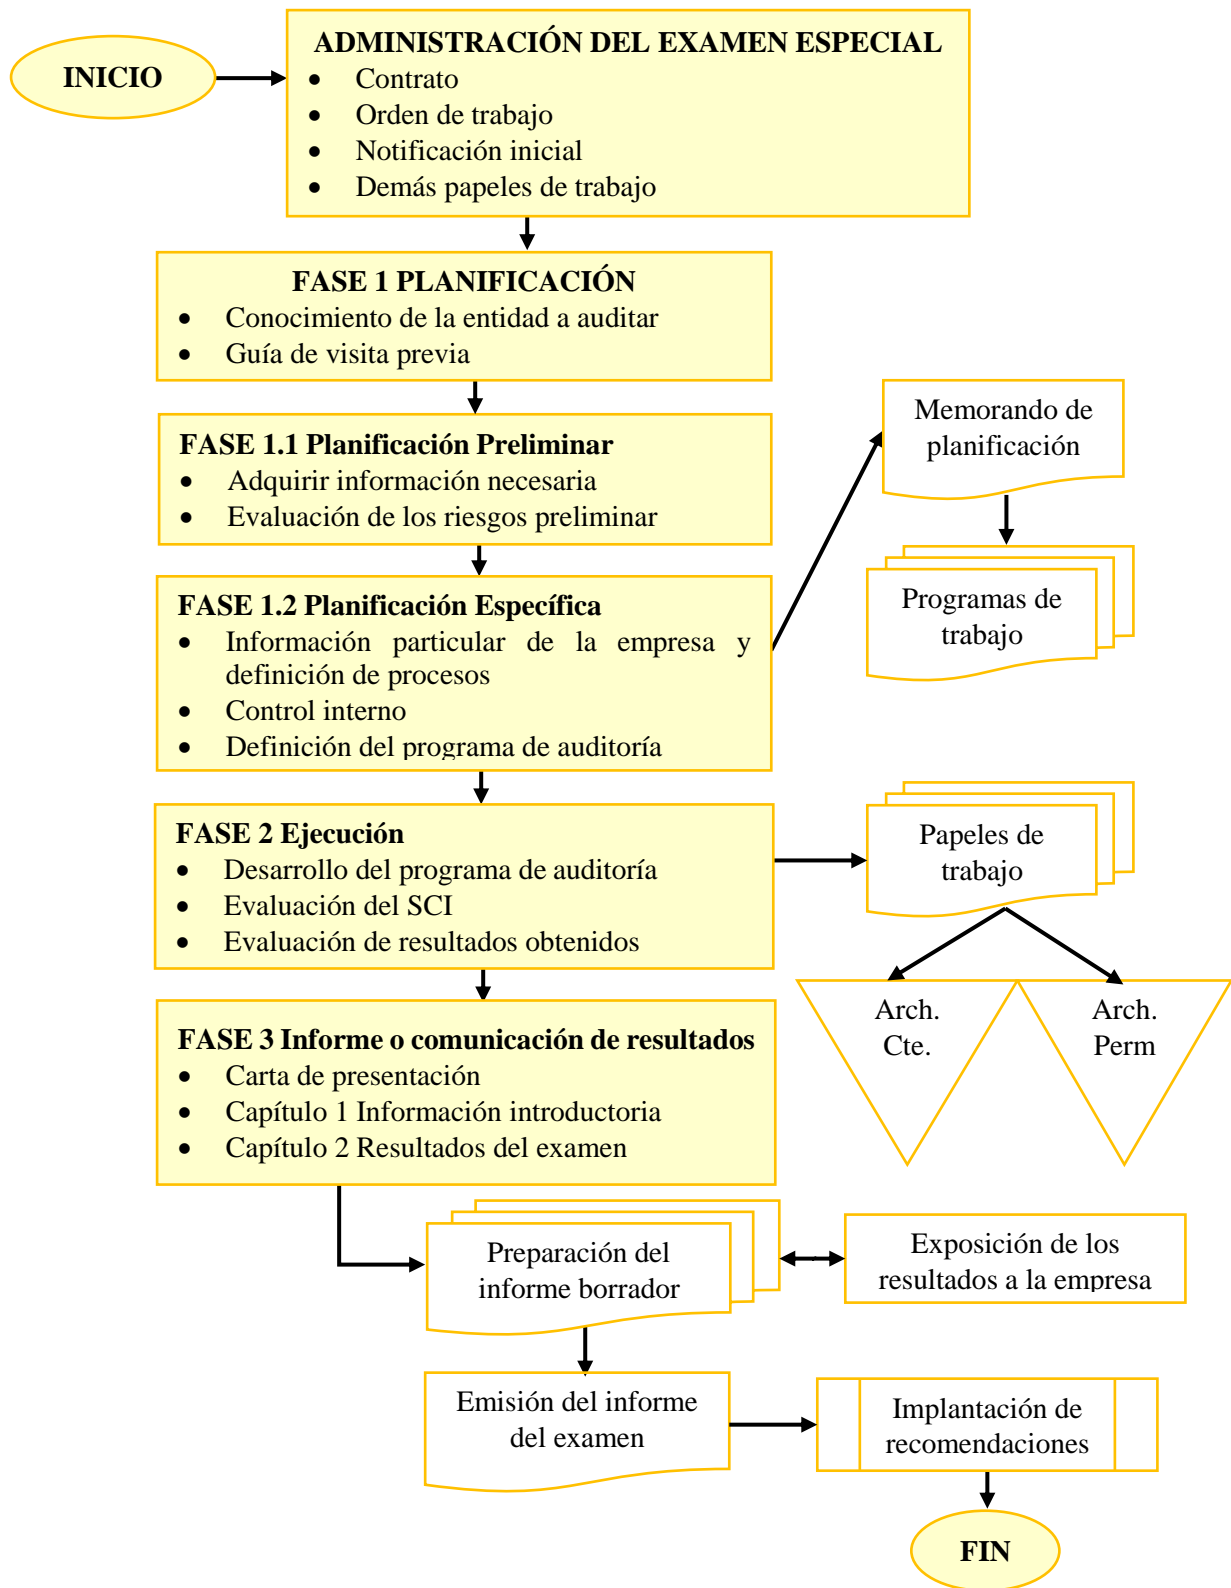 INICIO
ADMINISTRACIÓN DEL EXAMEN ESPECIAL
• Contrato
• Orden de trabajo
• Notificación inicial
• Demás papeles de trabajo
FASE 1 PLANIFICACIÓN
• Conocimiento de la entidad a auditar
• Guía de visita previa
FASE 1.1 Planificación Preliminar
• Adquirir información necesaria
• Evaluación de los riesgos preliminar
Memorando de
planificación
Programas de
trabajo
FASE 1.2 Planificación Específica
• Información particular de la empresa y
definición de procesos
• Control interno
• Definición del programa de auditoría
FASE 2 Ejecución
• Desarrollo del programa de auditoría
• Evaluación del SCI
• Evaluación de resultados obtenidos
Papeles de
trabajo
Arch.
Cte.
Arch.
Perm
FASE 3 Informe o comunicación de resultados
• Carta de presentación
• Capítulo 1 Información introductoria
• Capítulo 2 Resultados del examen
Preparación del
informe borrador
Exposición de los
resultados a la empresa
Emisión del informe
del examen
Implantación de
recomendaciones
FIN